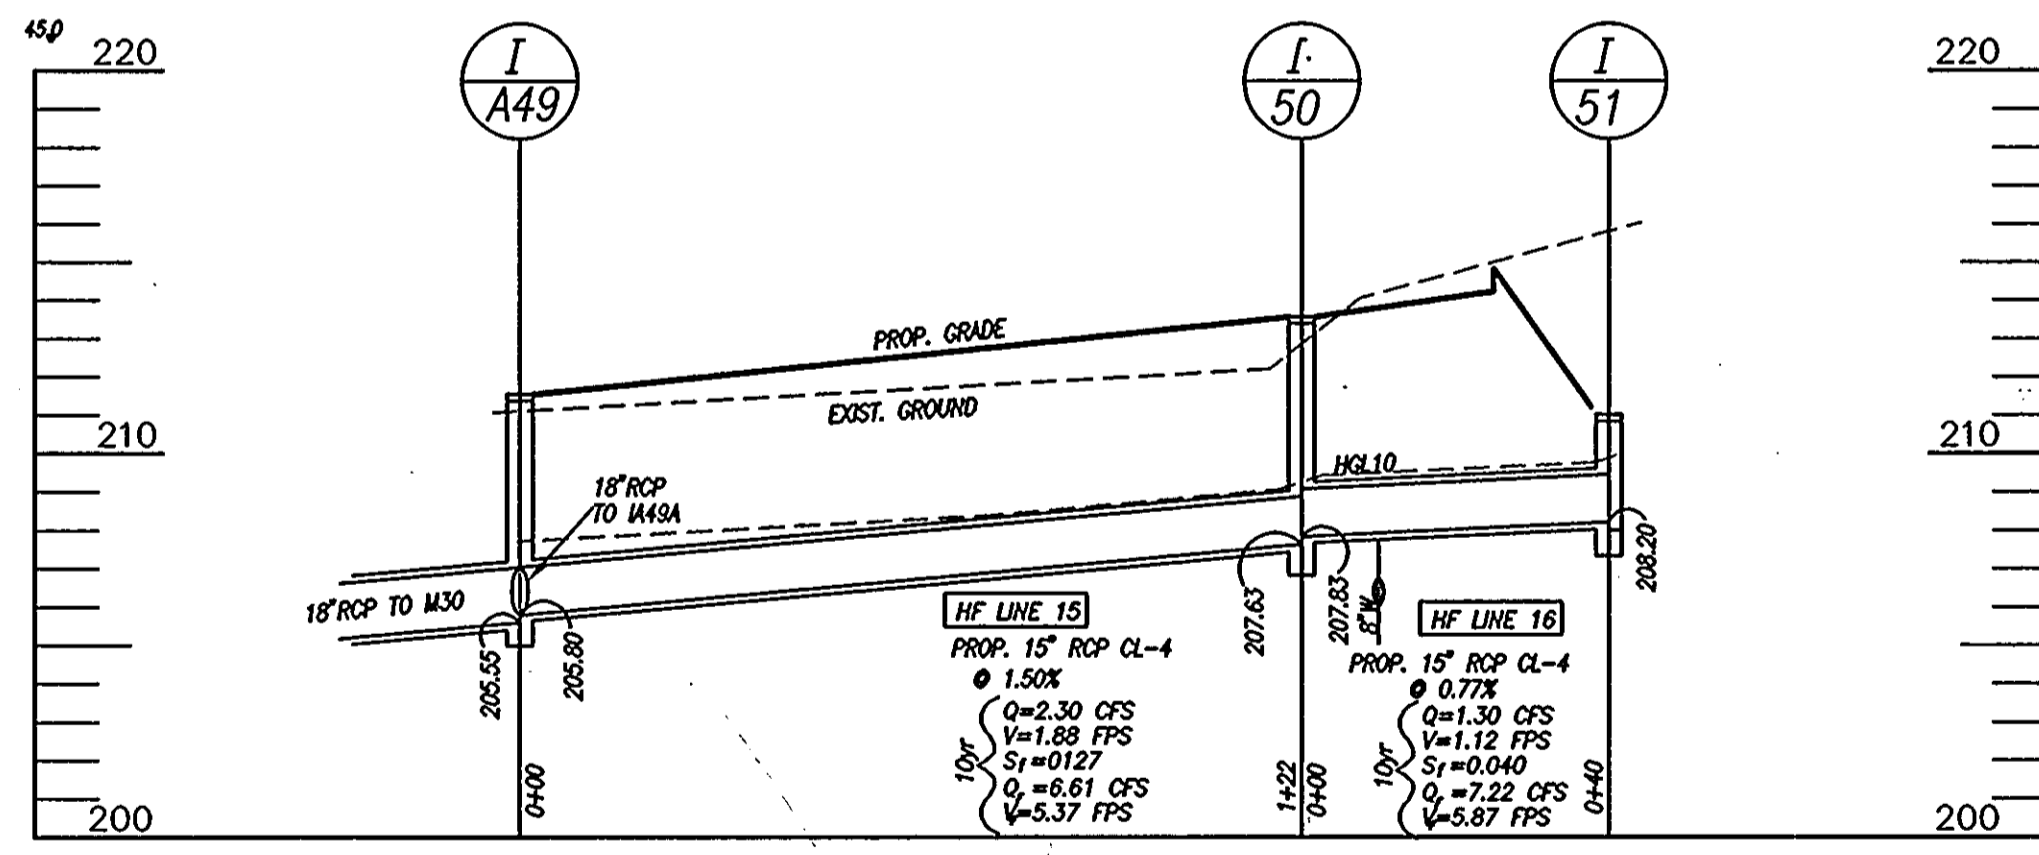 45.0
220
I
A49
I
50
I
51
220
PROP. GRADE
EXIST. GROUND
210
210
HGL10
18"RCP
TO IA49A
18"RCP TO M30
205.55
205.80
HF LINE 15
PROP. 15" RCP CL-4
@ 1.50%
10yr
Q=2.30 CFS
V=1.88 FPS
Sf=0127
Qf=6.61 CFS
Vf=5.37 FPS
207.63
207.83
8"W
208.20
HF LINE 16
PROP. 15" RCP CL-4
@ 0.77%
10yr
Q=1.30 CFS
V=1.12 FPS
Sf=0.040
Qf=7.22 CFS
Vf=5.87 FPS
0+00
1+22
0+00
0+40
200
200